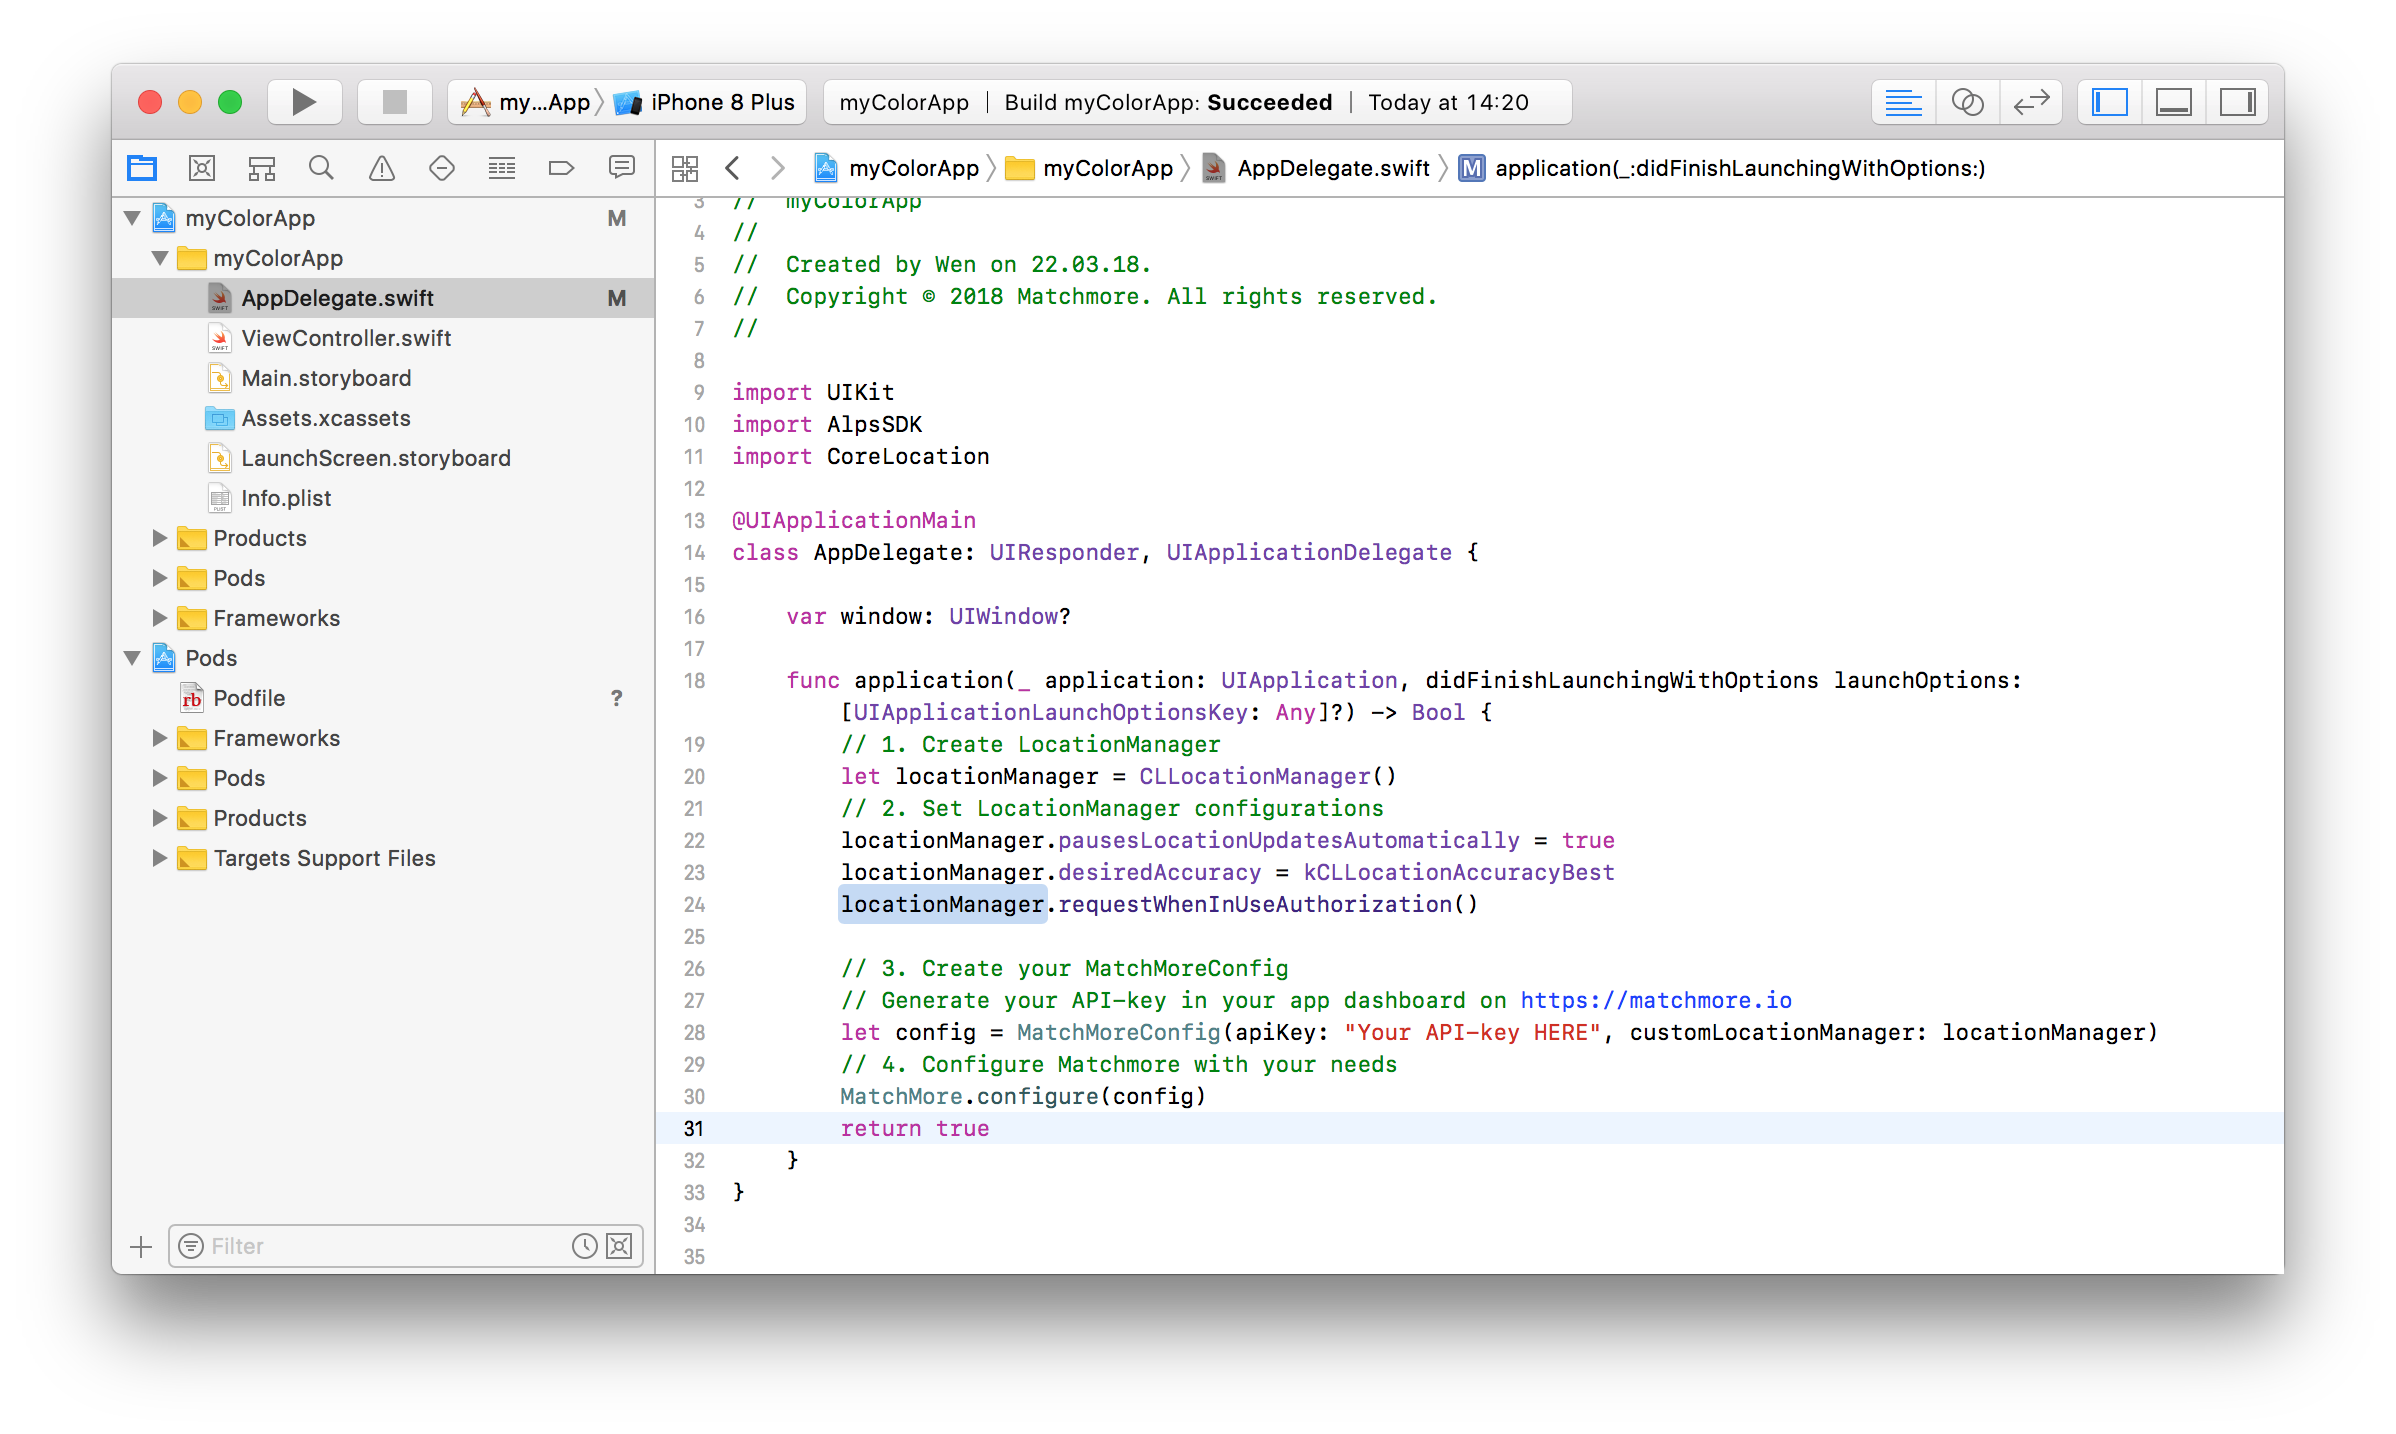 my...App iPhone 8 Plus myColorApp | Build myColorApp: Succeeded | Today at 14:20
myColorApp myColorApp AppDelegate.swift M application(_:didFinishLaunchingWithOptions:)
myColorApp M
myColorApp
AppDelegate.swift M
ViewController.swift
Main.storyboard
Assets.xcassets
LaunchScreen.storyboard
Info.plist
Products
Pods
Frameworks
Pods
Podfile ?
Frameworks
Pods
Products
Targets Support Files
Filter
3 // myColorApp
4 //
5 // Created by Wen on 22.03.18.
6 // Copyright © 2018 Matchmore. All rights reserved.
7 //
8
9 import UIKit
10 import AlpsSDK
11 import CoreLocation
12
13 @UIApplicationMain
14 class AppDelegate: UIResponder, UIApplicationDelegate {
15
16 var window: UIWindow?
17
18 func application(_ application: UIApplication, didFinishLaunchingWithOptions launchOptions:
[UIApplicationLaunchOptionsKey: Any]?) -> Bool {
19 // 1. Create LocationManager
20 let locationManager = CLLocationManager()
21 // 2. Set LocationManager configurations
22 locationManager.pausesLocationUpdatesAutomatically = true
23 locationManager.desiredAccuracy = kCLLocationAccuracyBest
24 locationManager.requestWhenInUseAuthorization()
25
26 // 3. Create your MatchMoreConfig
27 // Generate your API-key in your app dashboard on https://matchmore.io
28 let config = MatchMoreConfig(apiKey: "Your API-key HERE", customLocationManager: locationManager)
29 // 4. Configure Matchmore with your needs
30 MatchMore.configure(config)
31 return true
32 }
33 }
34
35